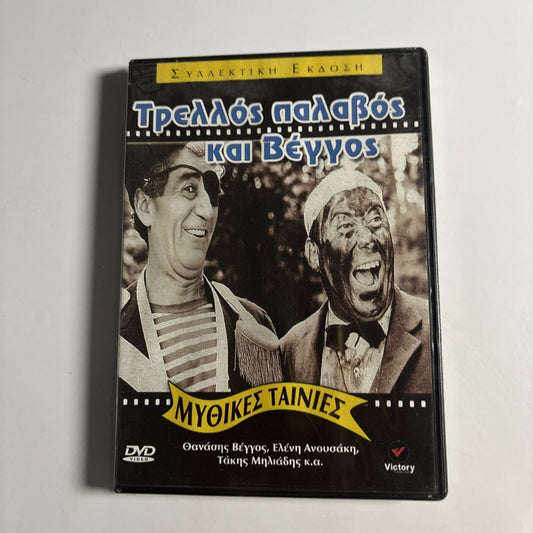 Συλλεκτικη Εκδοση
Τρελλός παλαβός
και Βέγγος
ΜΥΘΙΚΕΣ ΤΑΙΝΙΕΣ
Θανάσης Βέγγος, Ελένη Ανουσάκη,
Τάκης Μηλιάδης κ.α.
DVD
VIDEO
Victory